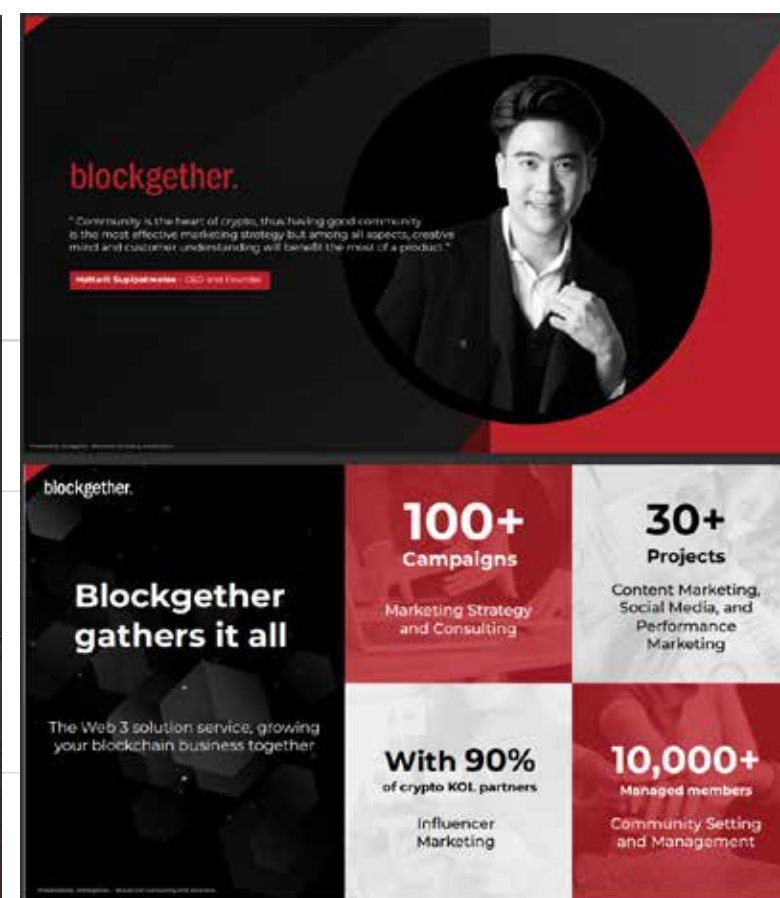 blockgether.
" Community is the heart of crypto, thus having good community
is the most effective marketing strategy but among all aspects, creative
mind and customer understanding will benefit the most of a product."
- CEO and Founder
blockgether.
Blockgether
gathers it all
The Web 3 solution service, growing
your blockchain business together
100+
Campaigns
Marketing Strategy
and Consulting
30+
Projects
Content Marketing,
Social Media, and
Performance
Marketing
With 90%
of crypto KOL partners
Influencer
Marketing
10,000+
Managed members
Community Setting
and Management